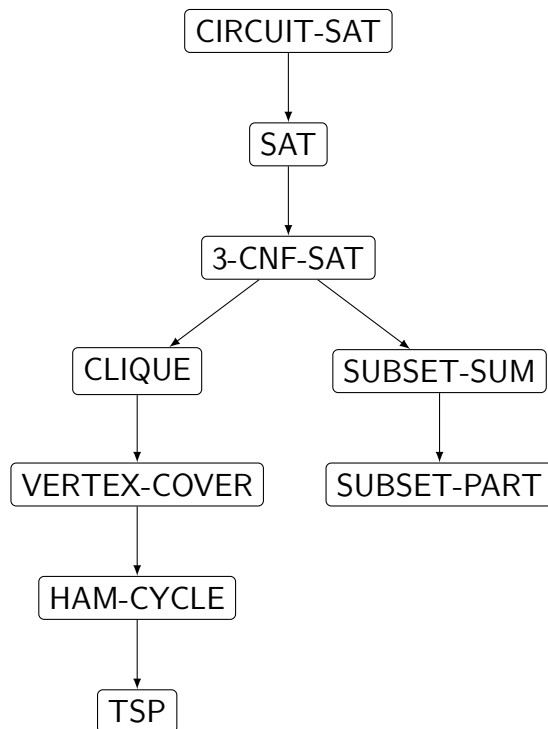 CIRCUIT-SAT
SAT
3-CNF-SAT
CLIQUE
SUBSET-SUM
VERTEX-COVER
SUBSET-PART
HAM-CYCLE
TSP